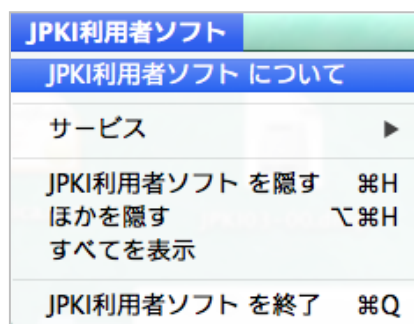 JPKI利用者ソフト
JPKI利用者ソフト について
サービス ▶
JPKI利用者ソフト を隠す ⌘H
ほかを隠す ⌥⌘H
すべてを表示
JPKI利用者ソフト を終了 ⌘Q